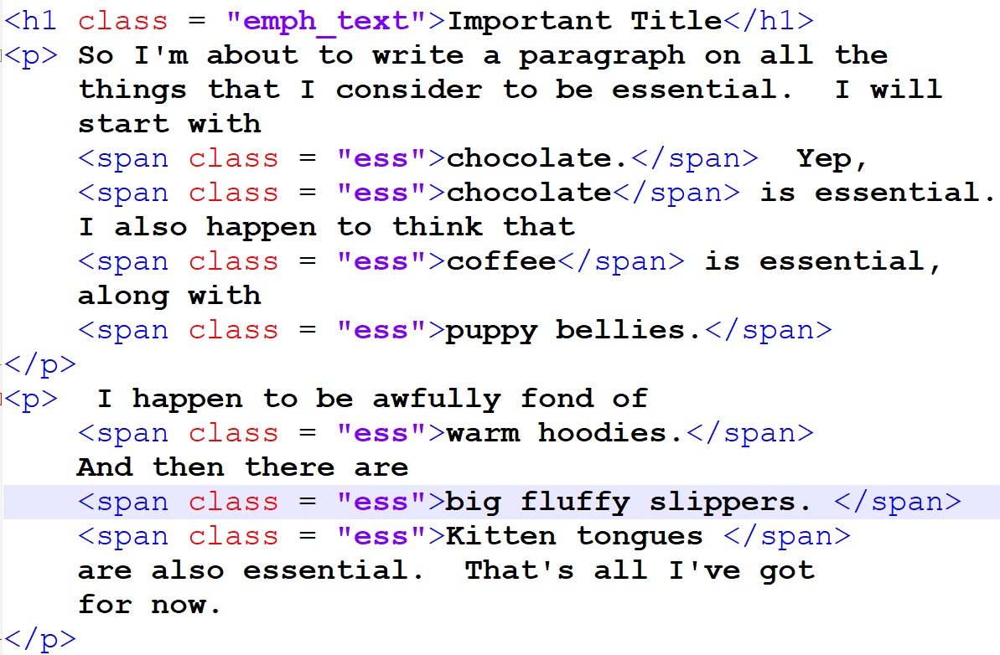 <h1 class = "emph_text">Important Title</h1>
<p> So I'm about to write a paragraph on all the
things that I consider to be essential.  I will
start with
<span class = "ess">chocolate.</span>  Yep,
<span class = "ess">chocolate</span> is essential.
I also happen to think that
<span class = "ess">coffee</span> is essential,
along with
<span class = "ess">puppy bellies.</span>
</p>
<p>  I happen to be awfully fond of
<span class = "ess">warm hoodies.</span>
And then there are
<span class = "ess">big fluffy slippers. </span>
<span class = "ess">Kitten tongues </span>
are also essential.  That's all I've got
for now.
</p>